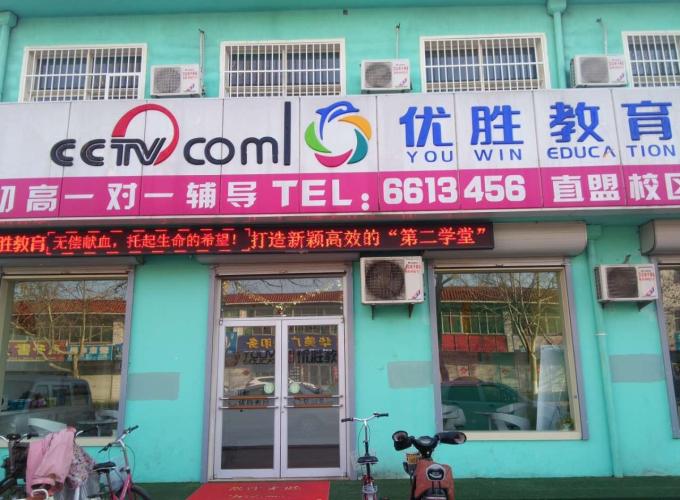 CCTV com 优胜教育
YOU WIN EDUCATION
初高一对一辅导 TEL: 6613456 直盟校区
胜教育 无偿献血，托起生命的希望！打造新颖高效的“第二学堂”